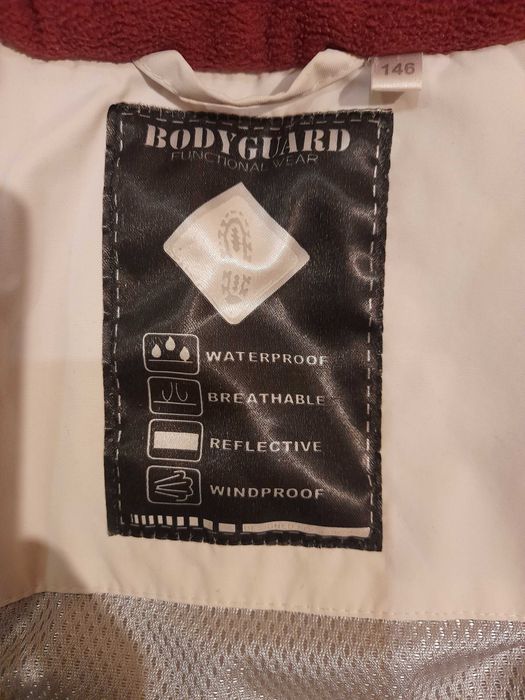 146
BODYGUARD
FUNCTIONAL WEAR
WATERPROOF
BREATHABLE
REFLECTIVE
WINDPROOF